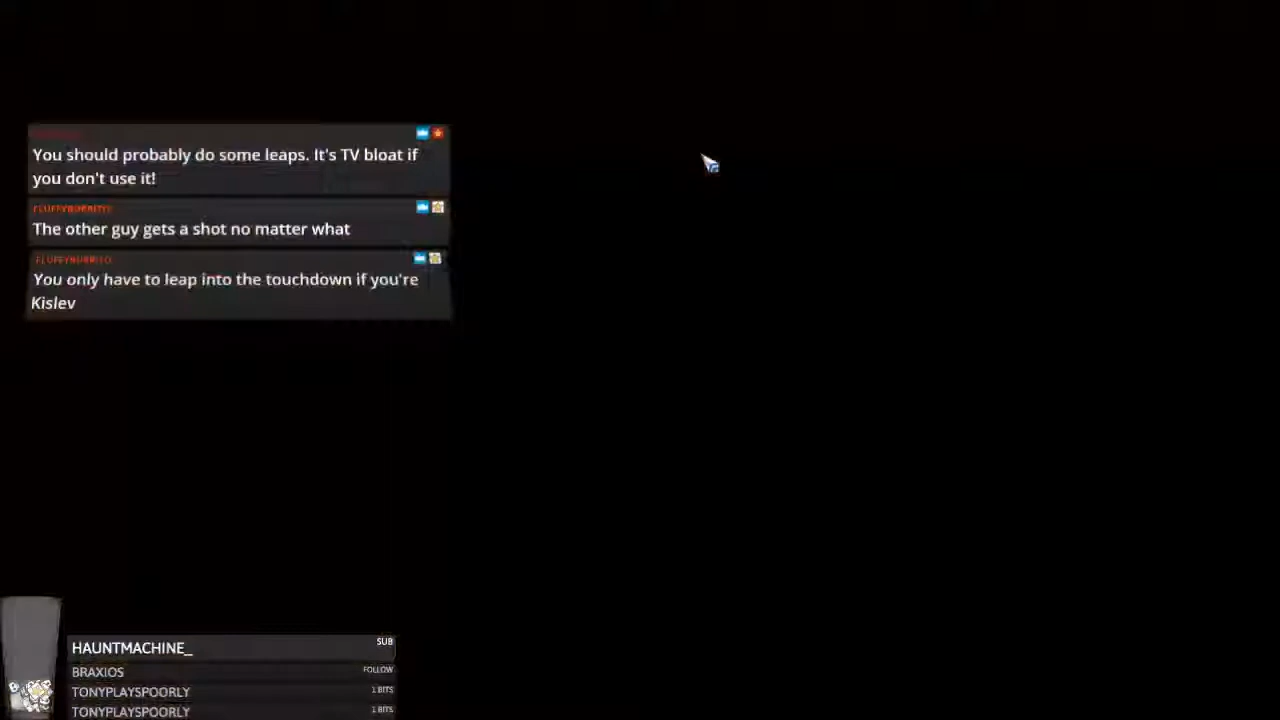 You should probably do some leaps. It's TV bloat if
you don't use it!
FLUFFYBURRITO
The other guy gets a shot no matter what
FLUFFYBURRITO
You only have to leap into the touchdown if you're
Kislev
HAUNTMACHINE_ SUB
BRAXIOS FOLLOW
TONYPLAYSPOORLY 1 BITS
TONYPLAYSPOORLY 1 BITS